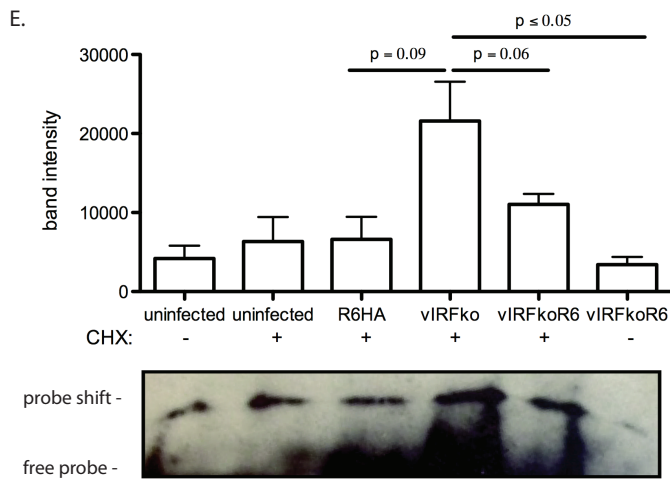 E.
p ≤ 0.05
p = 0.09 p = 0.06
30000
20000
10000
0
band intensity
uninfected uninfected R6HA vIRFko vIRFkoR6 vIRFkoR6
CHX: - + + + + -
probe shift -
free probe -